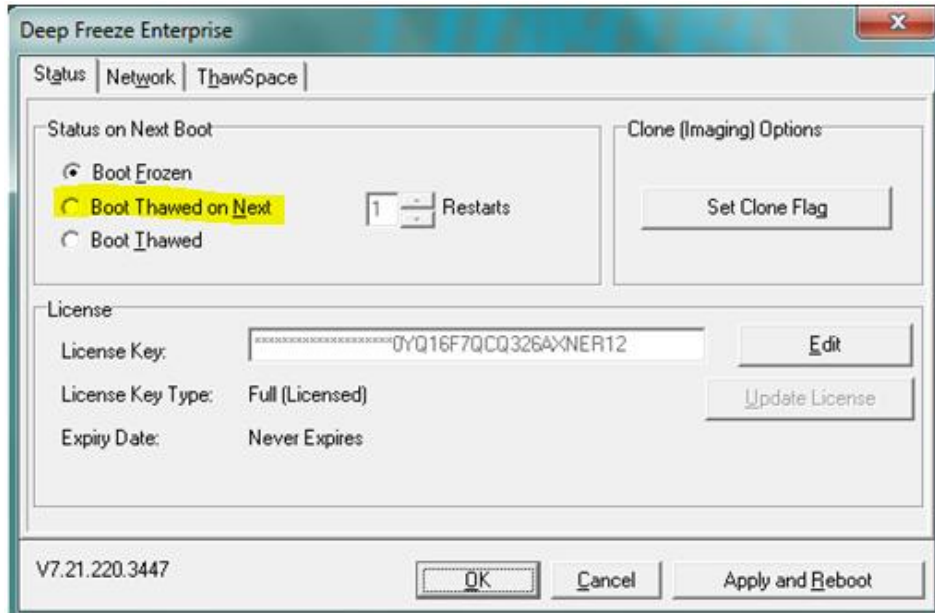 Deep Freeze Enterprise
Status Network ThawSpace
Status on Next Boot
Boot Frozen
Boot Thawed on Next 1 Restarts
Boot Thawed
Clone (Imaging) Options
Set Clone Flag
License
License Key: ********************0YQ16F7QCQ326AXNER12 Edit
License Key Type: Full (Licensed) Update License
Expiry Date: Never Expires
V7.21.220.3447 OK Cancel Apply and Reboot